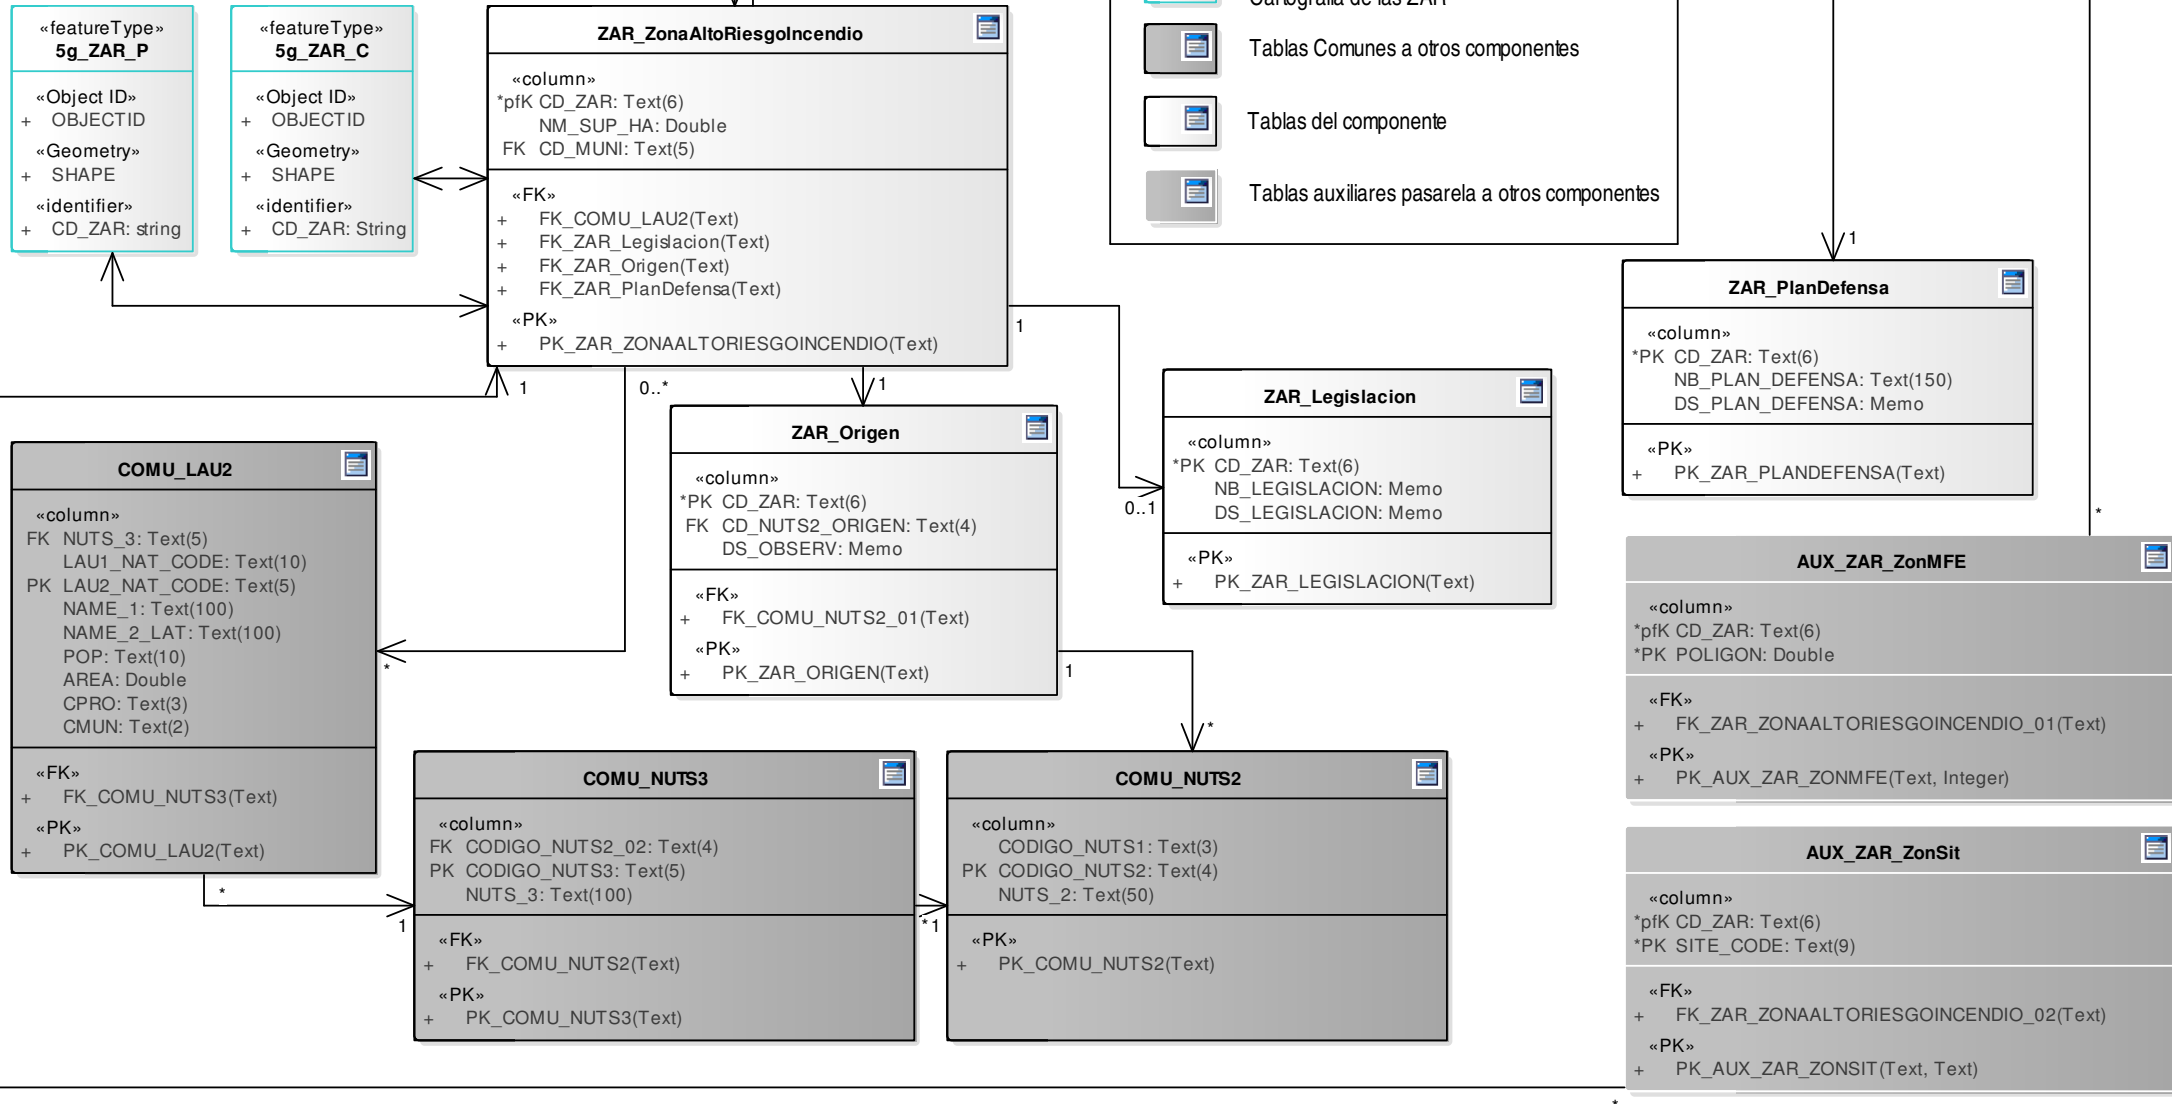 «featureType»
5g_ZAR_P
«Object ID»
+ OBJECTID
«Geometry»
+ SHAPE
«identifier»
+ CD_ZAR: string
«featureType»
5g_ZAR_C
«Object ID»
+ OBJECTID
«Geometry»
+ SHAPE
«identifier»
+ CD_ZAR: String
ZAR_ZonaAltoRiesgoIncendio
«column»
*pfK CD_ZAR: Text(6)
NM_SUP_HA: Double
FK CD_MUNI: Text(5)
«FK»
+ FK_COMU_LAU2(Text)
+ FK_ZAR_Legislacion(Text)
+ FK_ZAR_Origen(Text)
+ FK_ZAR_PlanDefensa(Text)
«PK»
+ PK_ZAR_ZONAALTORIESGOINCENDIO(Text)
Cartografía de las ZAR
Tablas Comunes a otros componentes
Tablas del componente
Tablas auxiliares pasarela a otros componentes
1
ZAR_PlanDefensa
«column»
*PK CD_ZAR: Text(6)
NB_PLAN_DEFENSA: Text(150)
DS_PLAN_DEFENSA: Memo
«PK»
+ PK_ZAR_PLANDEFENSA(Text)
1
1
0..*
1
0..1
ZAR_Legislacion
«column»
*PK CD_ZAR: Text(6)
NB_LEGISLACION: Memo
DS_LEGISLACION: Memo
«PK»
+ PK_ZAR_LEGISLACION(Text)
ZAR_Origen
«column»
*PK CD_ZAR: Text(6)
FK CD_NUTS2_ORIGEN: Text(4)
DS_OBSERV: Memo
«FK»
+ FK_COMU_NUTS2_01(Text)
«PK»
+ PK_ZAR_ORIGEN(Text)
1
*
COMU_LAU2
«column»
FK NUTS_3: Text(5)
LAU1_NAT_CODE: Text(10)
PK LAU2_NAT_CODE: Text(5)
NAME_1: Text(100)
NAME_2_LAT: Text(100)
POP: Text(10)
AREA: Double
CPRO: Text(3)
CMUN: Text(2)
«FK»
+ FK_COMU_NUTS3(Text)
«PK»
+ PK_COMU_LAU2(Text)
*
*
1
COMU_NUTS3
«column»
FK CODIGO_NUTS2_02: Text(4)
PK CODIGO_NUTS3: Text(5)
NUTS_3: Text(100)
«FK»
+ FK_COMU_NUTS2(Text)
«PK»
+ PK_COMU_NUTS3(Text)
*
1
COMU_NUTS2
«column»
CODIGO_NUTS1: Text(3)
PK CODIGO_NUTS2: Text(4)
NUTS_2: Text(50)
«PK»
+ PK_COMU_NUTS2(Text)
*
AUX_ZAR_ZonMFE
«column»
*pfK CD_ZAR: Text(6)
*PK POLIGON: Double
«FK»
+ FK_ZAR_ZONAALTORIESGOINCENDIO_01(Text)
«PK»
+ PK_AUX_ZAR_ZONMFE(Text, Integer)
AUX_ZAR_ZonSit
«column»
*pfK CD_ZAR: Text(6)
*PK SITE_CODE: Text(9)
«FK»
+ FK_ZAR_ZONAALTORIESGOINCENDIO_02(Text)
«PK»
+ PK_AUX_ZAR_ZONSIT(Text, Text)
*